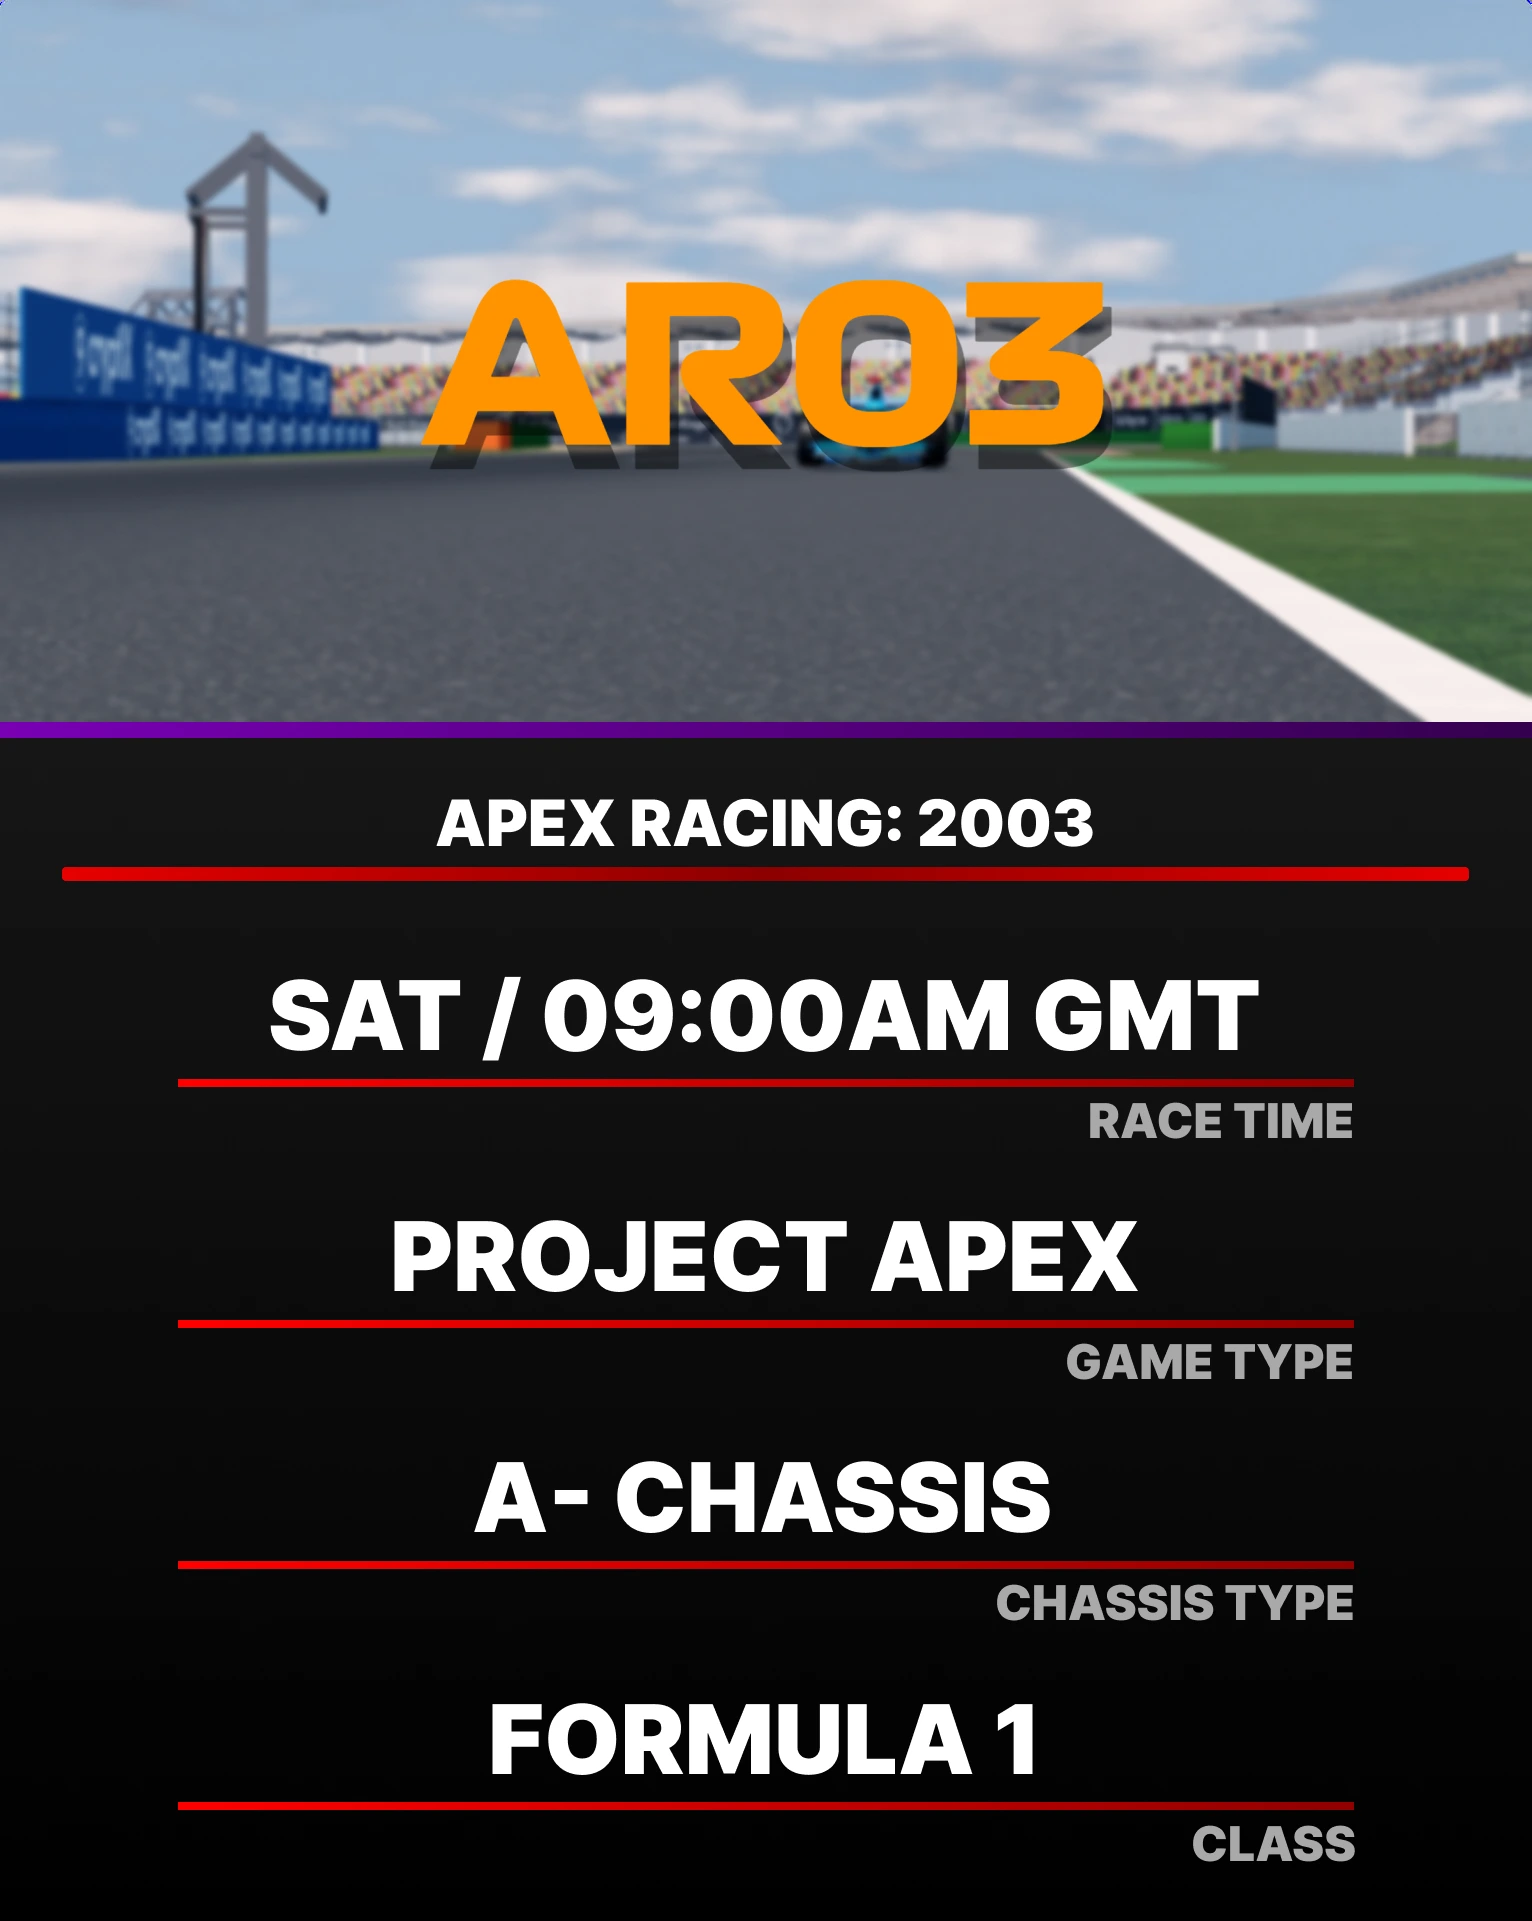 AR03
APEX RACING: 2003
SAT / 09:00AM GMT
RACE TIME
PROJECT APEX
GAME TYPE
A- CHASSIS
CHASSIS TYPE
FORMULA 1
CLASS